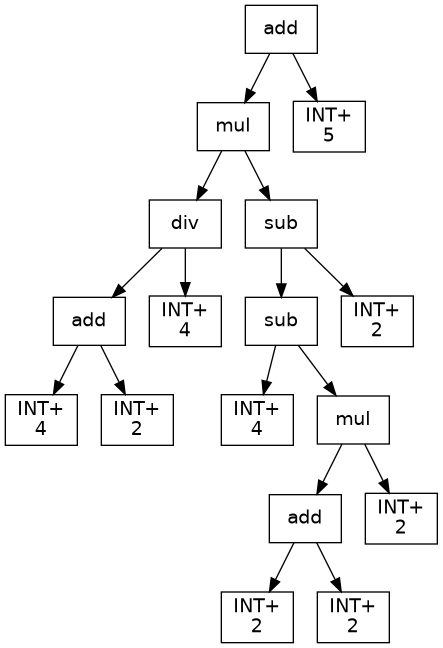 add
mul
INT+
5
div
sub
add
INT+
4
sub
INT+
2
INT+
4
INT+
2
INT+
4
mul
add
INT+
2
INT+
2
INT+
2